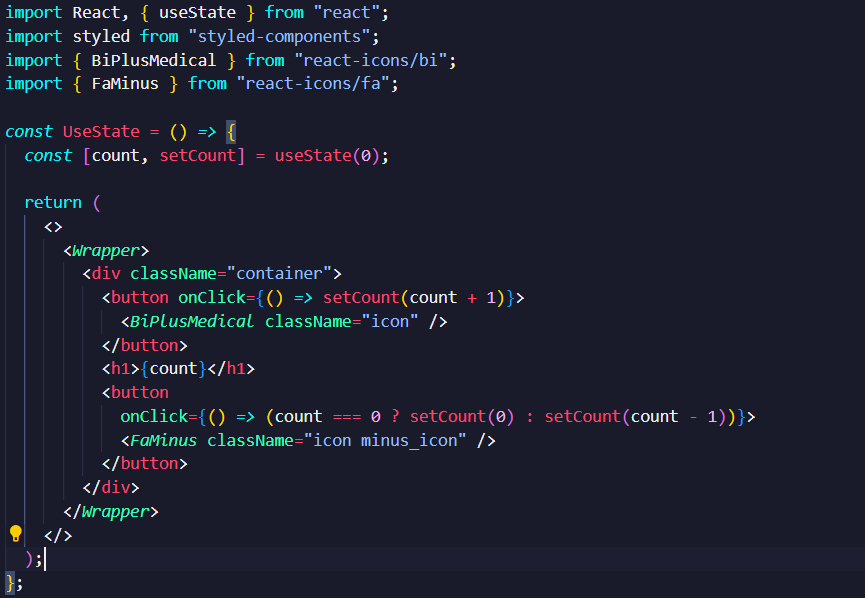 import React, { useState } from "react";
import styled from "styled-components";
import { BiPlusMedical } from "react-icons/bi";
import { FaMinus } from "react-icons/fa";

const UseState = () => {
  const [count, setCount] = useState(0);

  return (
    <>
      <Wrapper>
        <div className="container">
          <button onClick={() => setCount(count + 1)}>
            <BiPlusMedical className="icon" />
          </button>
          <h1>{count}</h1>
          <button
            onClick={() => (count === 0 ? setCount(0) : setCount(count - 1))}>
            <FaMinus className="icon minus_icon" />
          </button>
        </div>
      </Wrapper>
    </>
  );
};